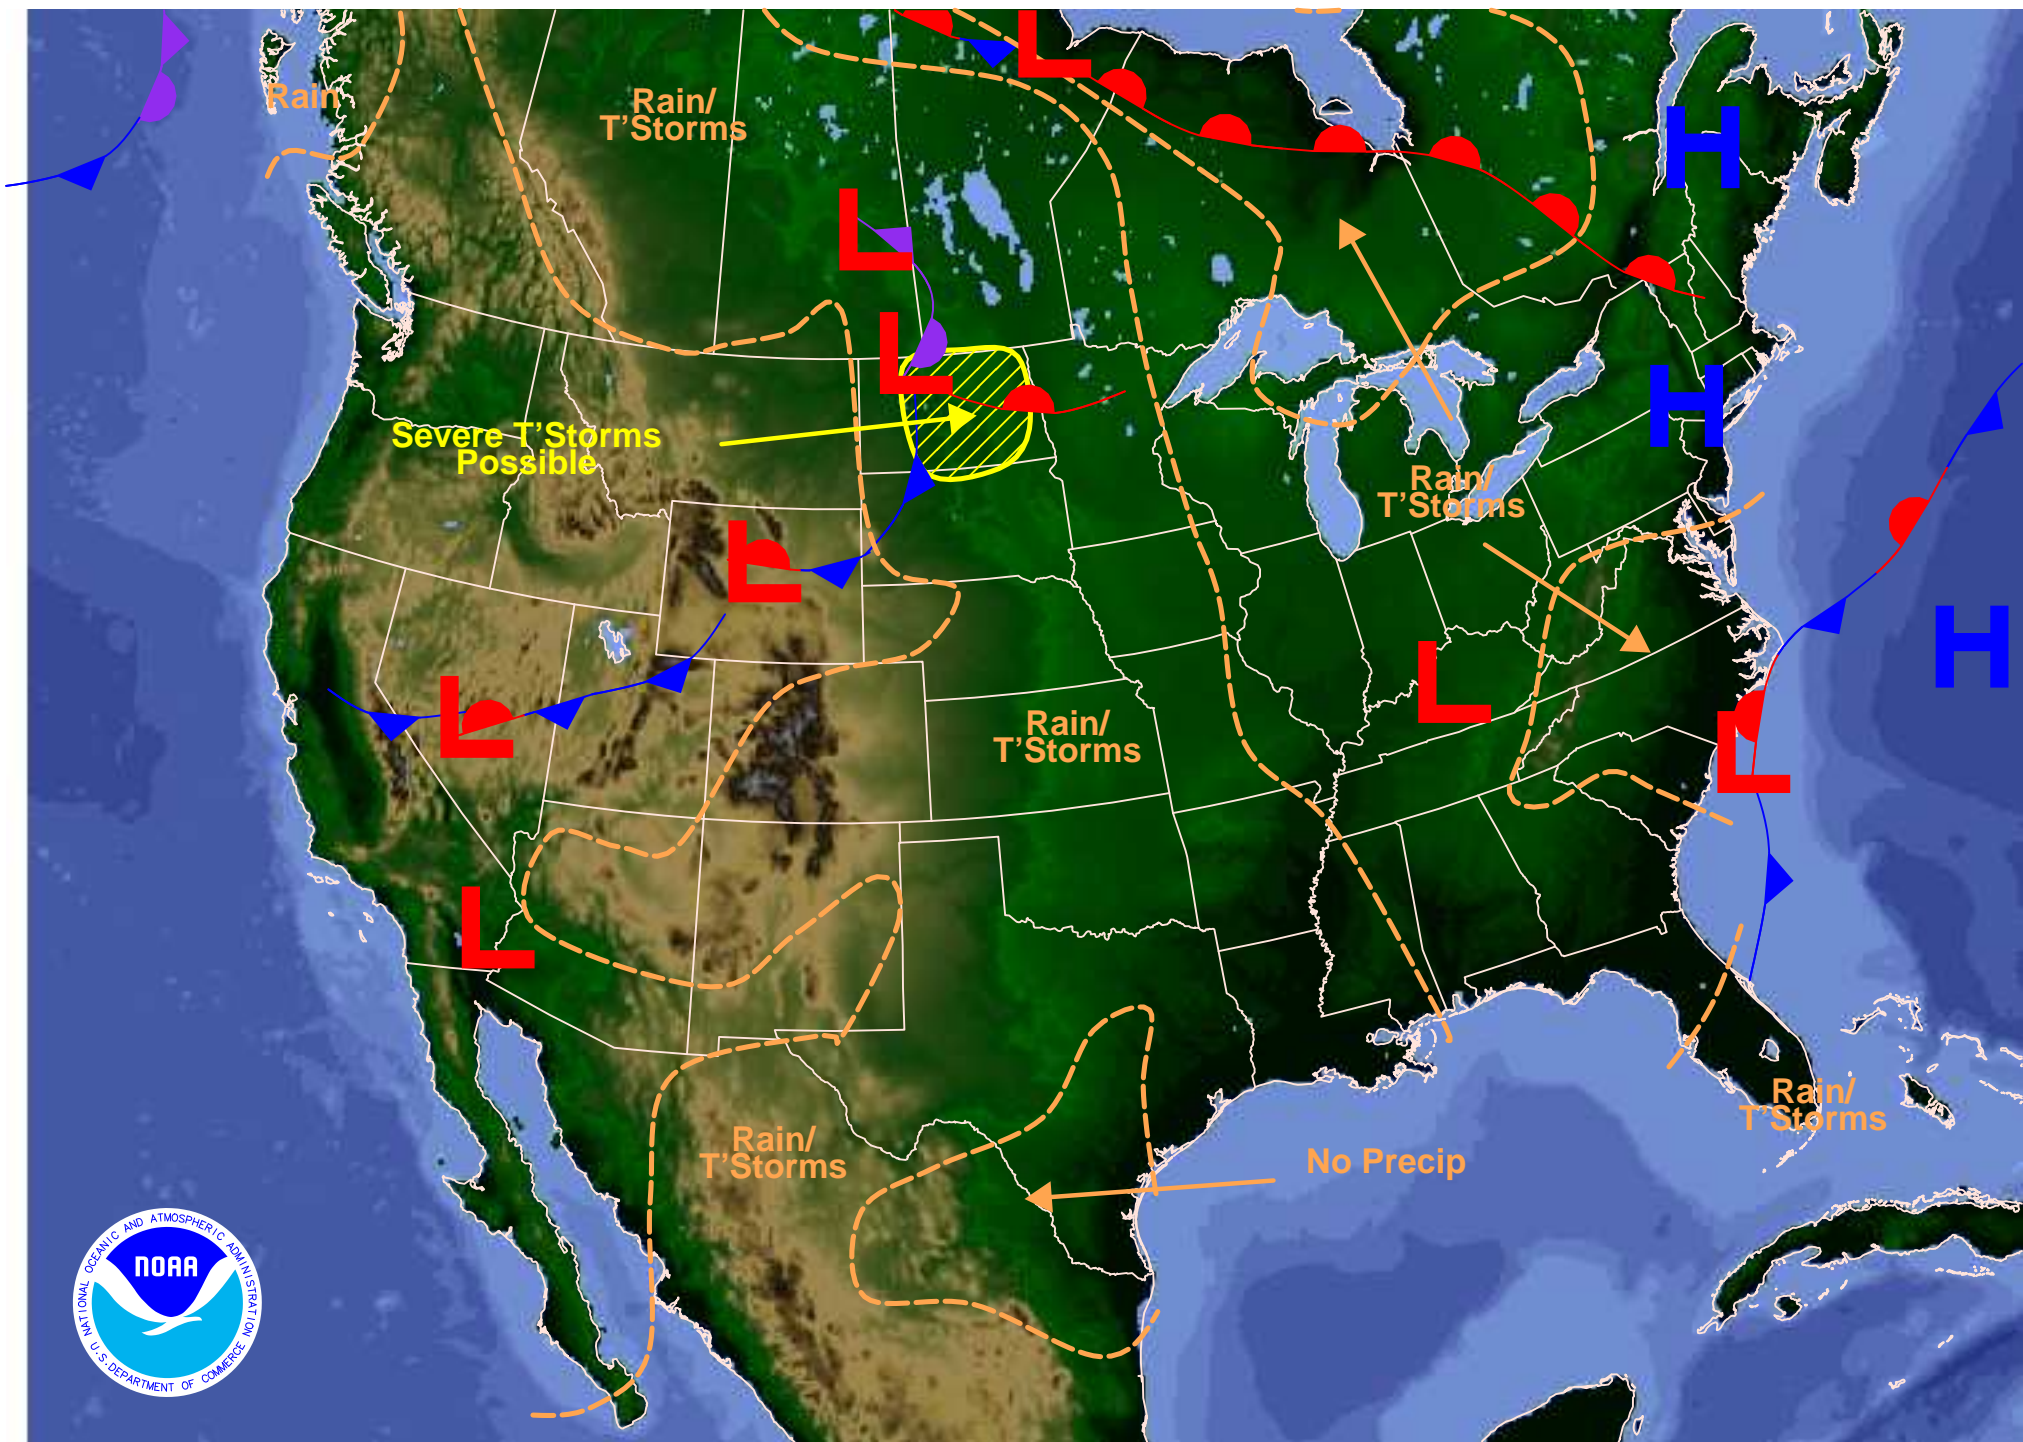 Rain
Rain/
T'Storms
L
H
L
L
H
Severe T'Storms
Possible
Rain/
T'Storms
L
H
L
L
L
Rain/
T'Storms
L
Rain/
T'Storms
Rain/
T'Storms
No Precip
NATIONAL OCEANIC AND ATMOSPHERIC ADMINISTRATION
NOAA
U.S. DEPARTMENT OF COMMERCE